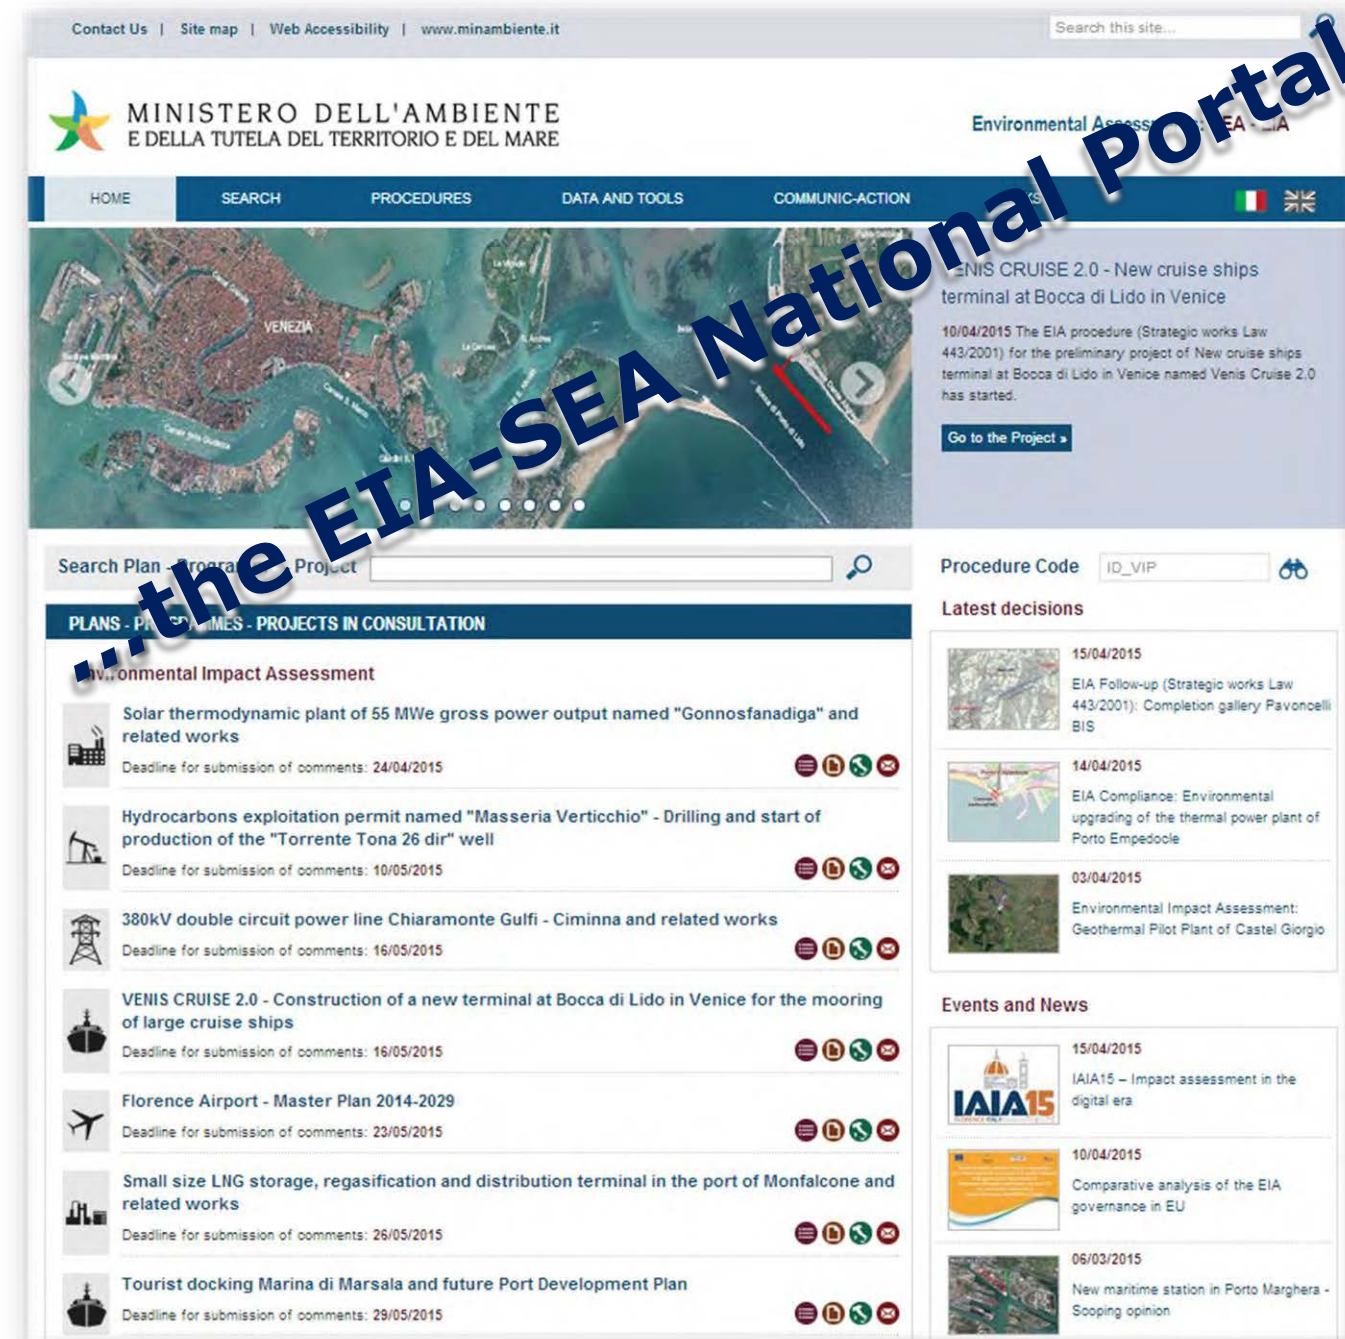 Contact Us | Site map | Web Accessibility | www.minambiente.it
Search this site...
MINISTERO DELL'AMBIENTE
E DELLA TUTELA DEL TERRITORIO E DEL MARE
Environmental
EIA
...the EIA-SEA National Portal
HOME SEARCH PROCEDURES DATA AND TOOLS COMMUNIC-ACTION
VENEZIA
VENIS CRUISE 2.0 - New cruise ships
terminal at Bocca di Lido in Venice
10/04/2015 The EIA procedure (Strategic works Law
443/2001) for the preliminary project of New cruise ships
terminal at Bocca di Lido in Venice named Venis Cruise 2.0
has started.
Go to the Project »
Search Plan - Programme - Project
PLANS - PROGRAMMES - PROJECTS IN CONSULTATION
Environmental Impact Assessment
Solar thermodynamic plant of 55 MWe gross power output named "Gonnosfanadiga" and
related works
Deadline for submission of comments: 24/04/2015
Hydrocarbons exploitation permit named "Masseria Verticchio" - Drilling and start of
production of the "Torrente Tona 26 dir" well
Deadline for submission of comments: 10/05/2015
380kV double circuit power line Chiaramonte Gulfi - Ciminna and related works
Deadline for submission of comments: 16/05/2015
VENIS CRUISE 2.0 - Construction of a new terminal at Bocca di Lido in Venice for the mooring
of large cruise ships
Deadline for submission of comments: 16/05/2015
Florence Airport - Master Plan 2014-2029
Deadline for submission of comments: 23/05/2015
Small size LNG storage, regasification and distribution terminal in the port of Monfalcone and
related works
Deadline for submission of comments: 26/05/2015
Tourist docking Marina di Marsala and future Port Development Plan
Deadline for submission of comments: 29/05/2015
Procedure Code ID_VIP
Latest decisions
15/04/2015
EIA Follow-up (Strategic works Law
443/2001): Completion gallery Pavoncelli
BIS
14/04/2015
EIA Compliance: Environmental
upgrading of the thermal power plant of
Porto Empedocle
03/04/2015
Environmental Impact Assessment:
Geothermal Pilot Plant of Castel Giorgio
Events and News
IAIA15
15/04/2015
IAIA15 – Impact assessment in the
digital era
10/04/2015
Comparative analysis of the EIA
governance in EU
06/03/2015
New maritime station in Porto Marghera -
Scoping opinion